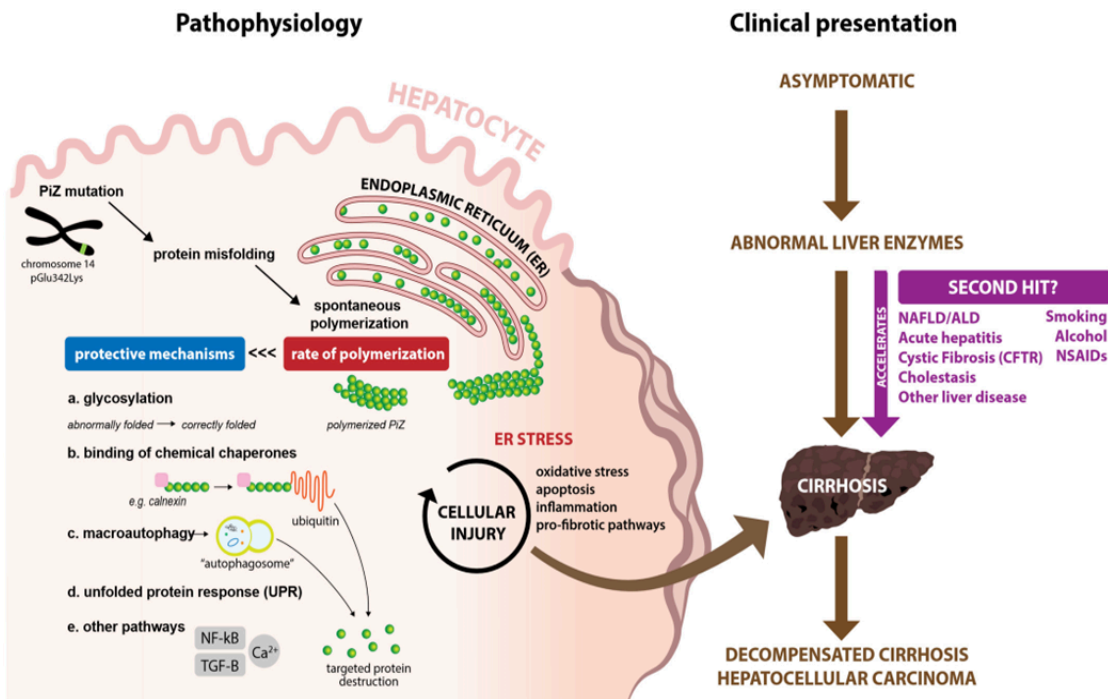 Pathophysiology
HEPATOCYTE
PiZ mutation
chromosome 14
pGlu342Lys
protein misfolding
spontaneous
polymerization
ENDOPLASMIC RETICULUM (ER)
protective mechanisms
<<<
rate of polymerization
polymerized PiZ
a. glycosylation
abnormally folded → correctly folded
b. binding of chemical chaperones
e.g. calnexin
ubiquitin
c. macroautophagy
"autophagosome"
d. unfolded protein response (UPR)
e. other pathways
NF-kB
TGF-B
Ca²⁺
targeted protein
destruction
ER STRESS
CELLULAR
INJURY
oxidative stress
apoptosis
inflammation
pro-fibrotic pathways
Clinical presentation
ASYMPTOMATIC
ABNORMAL LIVER ENZYMES
ACCELERATES
SECOND HIT?
NAFLD/ALD
Acute hepatitis
Cystic Fibrosis (CFTR)
Cholestasis
Other liver disease
Smoking
Alcohol
NSAIDs
CIRRHOSIS
DECOMPENSATED CIRRHOSIS
HEPATOCELLULAR CARCINOMA